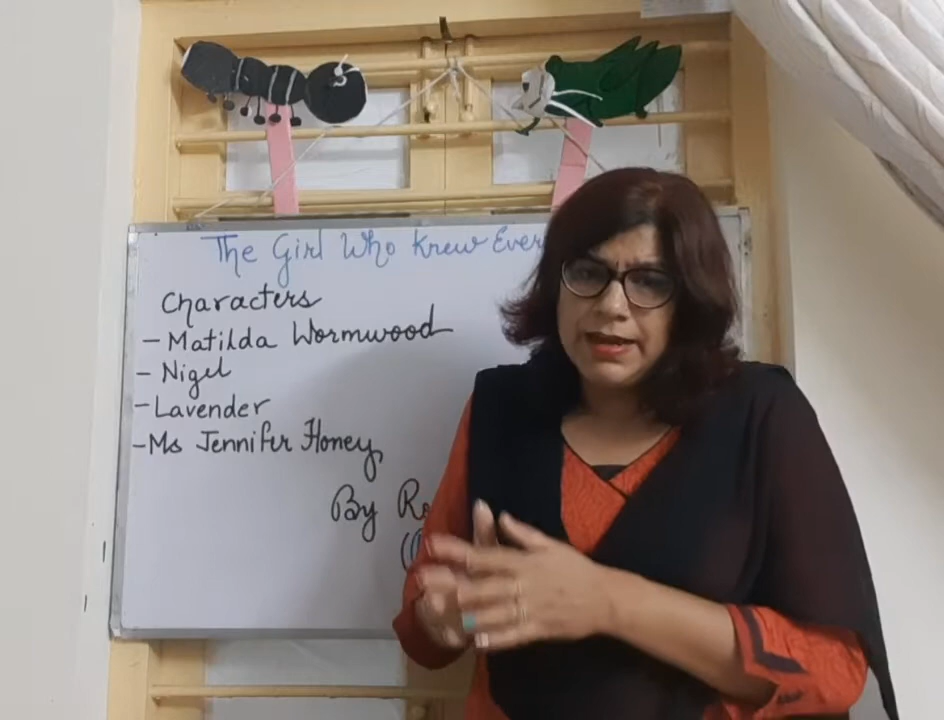 The Girl Who Knew Ever
Characters
- Matilda Wormwood
- Nigel
- Lavender
- Ms Jennifer Honey
By Ro